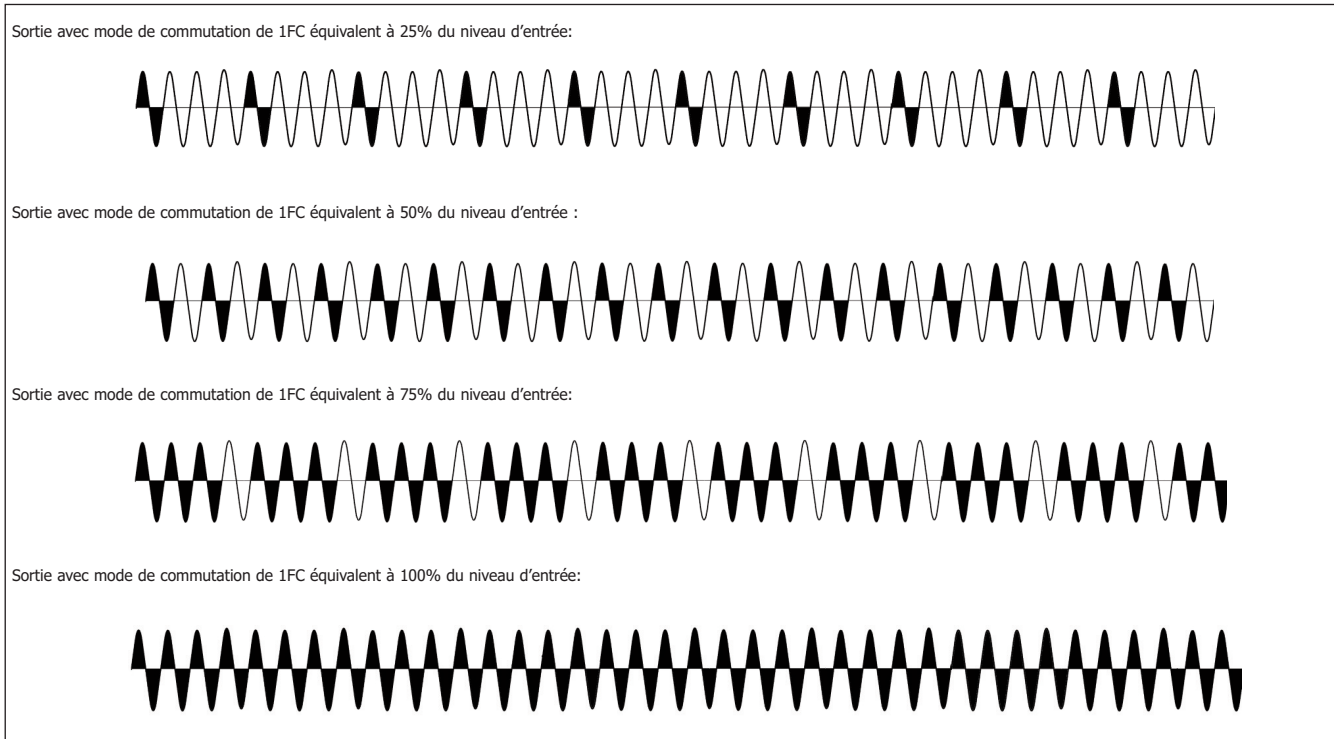 Sortie avec mode de commutation de 1FC équivalent à 25% du niveau d'entrée:
Sortie avec mode de commutation de 1FC équivalent à 50% du niveau d'entrée :
Sortie avec mode de commutation de 1FC équivalent à 75% du niveau d'entrée:
Sortie avec mode de commutation de 1FC équivalent à 100% du niveau d'entrée: